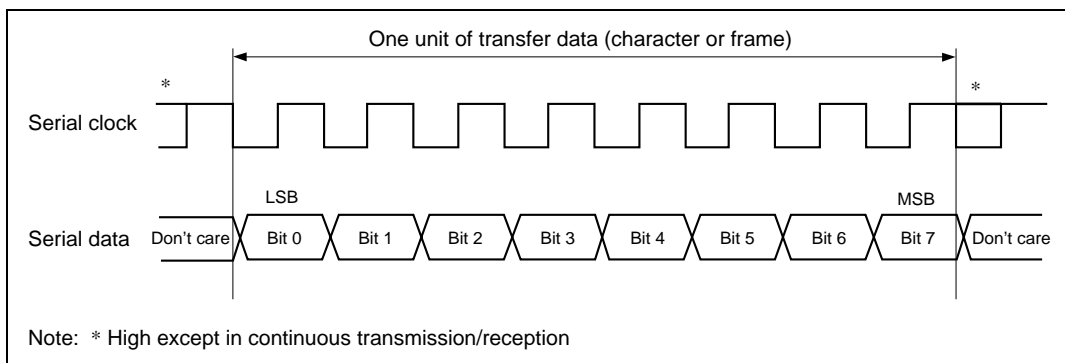 One unit of transfer data (character or frame)
* *
Serial clock
LSB MSB
Serial data Don't care Bit 0 Bit 1 Bit 2 Bit 3 Bit 4 Bit 5 Bit 6 Bit 7 Don't care
Note: * High except in continuous transmission/reception